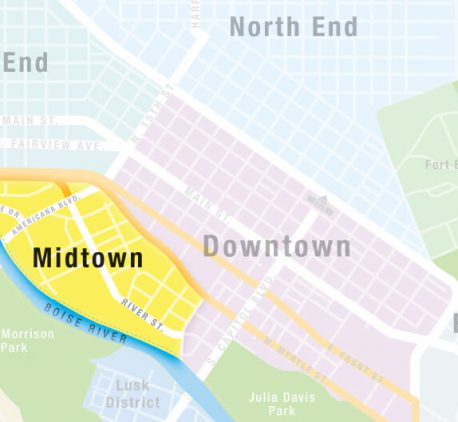 North End
End
HAR
MAIN ST.
FAIRVIEW AVE.
N. 15TH ST.
Fort
AMERICANA BLVD
E DR.
MAIN ST.
Midtown
Downtown
RIVER ST.
BOISE RIVER
S. CAPITOL BLVD
Morrison
Park
W. MYRTLE ST.
E. FRONT ST.
Lusk
District
Julia Davis
Park